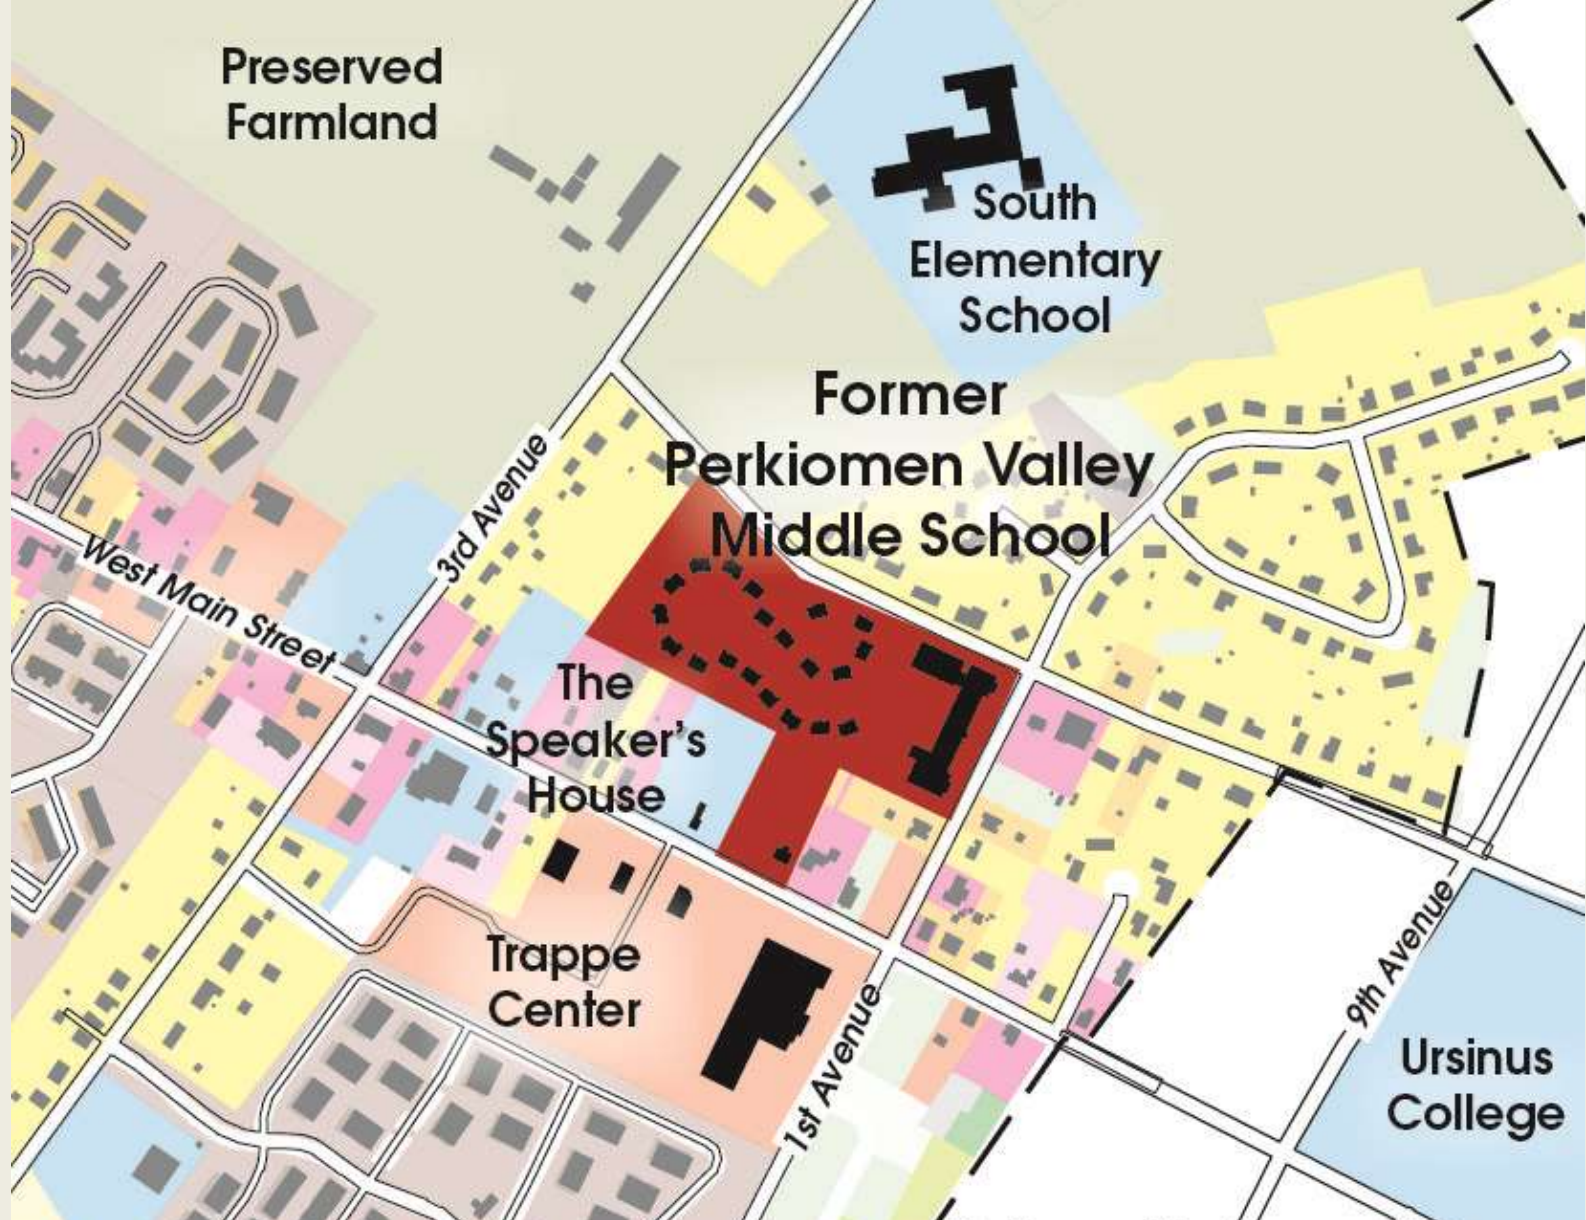 Preserved
Farmland
South
Elementary
School
Former
Perkiomen Valley
Middle School
3rd Avenue
West Main Street
The
Speaker's
House
Trappe
Center
1st Avenue
9th Avenue
Ursinus
College